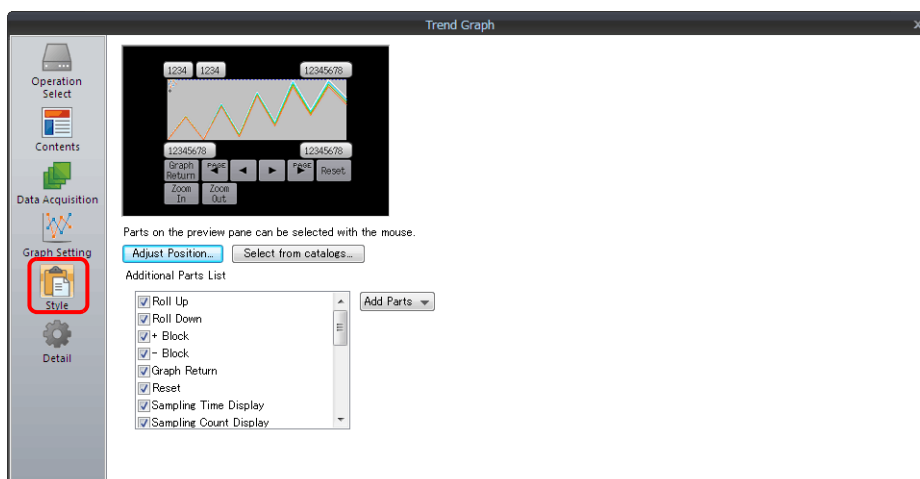 Trend Graph
x
Operation
Select
Contents
Data Acquisition
Graph Setting
Style
Detail
1234 1234 12345678
12345678 12345678
Graph
Return
PAGE
PAGE
Reset
Zoom
In
Zoom
Out
Parts on the preview pane can be selected with the mouse.
Adjust Position... Select from catalogs...
Additional Parts List
Roll Up
Add Parts
Roll Down
+ Block
- Block
Graph Return
Reset
Sampling Time Display
Sampling Count Display